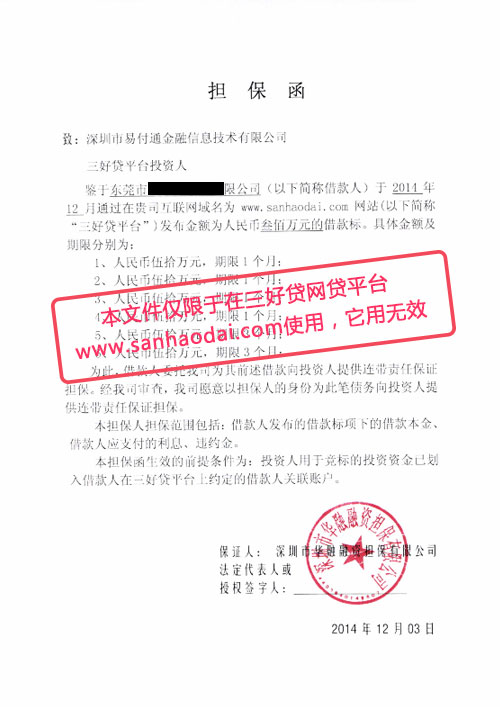 担保函
致：深圳市易付通金融信息技术有限公司
三好贷平台投资人
鉴于东莞市 限公司（以下简称借款人）于 2014 年
12 月通过在贵司互联网域名为 www.sanhaodai.com 网站(以下简称
“三好贷平台”)发布金额为人民币叁佰万元的借款标。具体金额及
期限分别为：
1、人民币伍拾万元，期限 1 个月；
2、人民币伍拾万元，期限 1 个月；
3、人民币伍拾万元，期限 1 个月；
4、人民币伍拾万元，期限 1 个月；
5、人民币伍拾万元，期限 个月；
、人民币伍拾万元，期限 3 个月；
本文件仅限于在三好贷网贷平台
www.sanhaodai.com使用，它用无效
为此，借款人委托我司为其前述借款向投资人提供连带责任保证
担保。经我司审查，我司愿意以担保人的身份为此笔债务向投资人提
供连带责任保证担保。
本担保人担保范围包括：借款人发布的借款标项下的借款本金、
借款人应支付的利息、违约金。
本担保函生效的前提条件为：投资人用于竞标的投资资金已划
入借款人在三好贷平台上约定的借款人关联账户。
保证人：深圳市华融融资担保有限公司
法定代表人或
授权签字人：
深圳市华融融资担保有限公司
2014 年 12 月 03 日